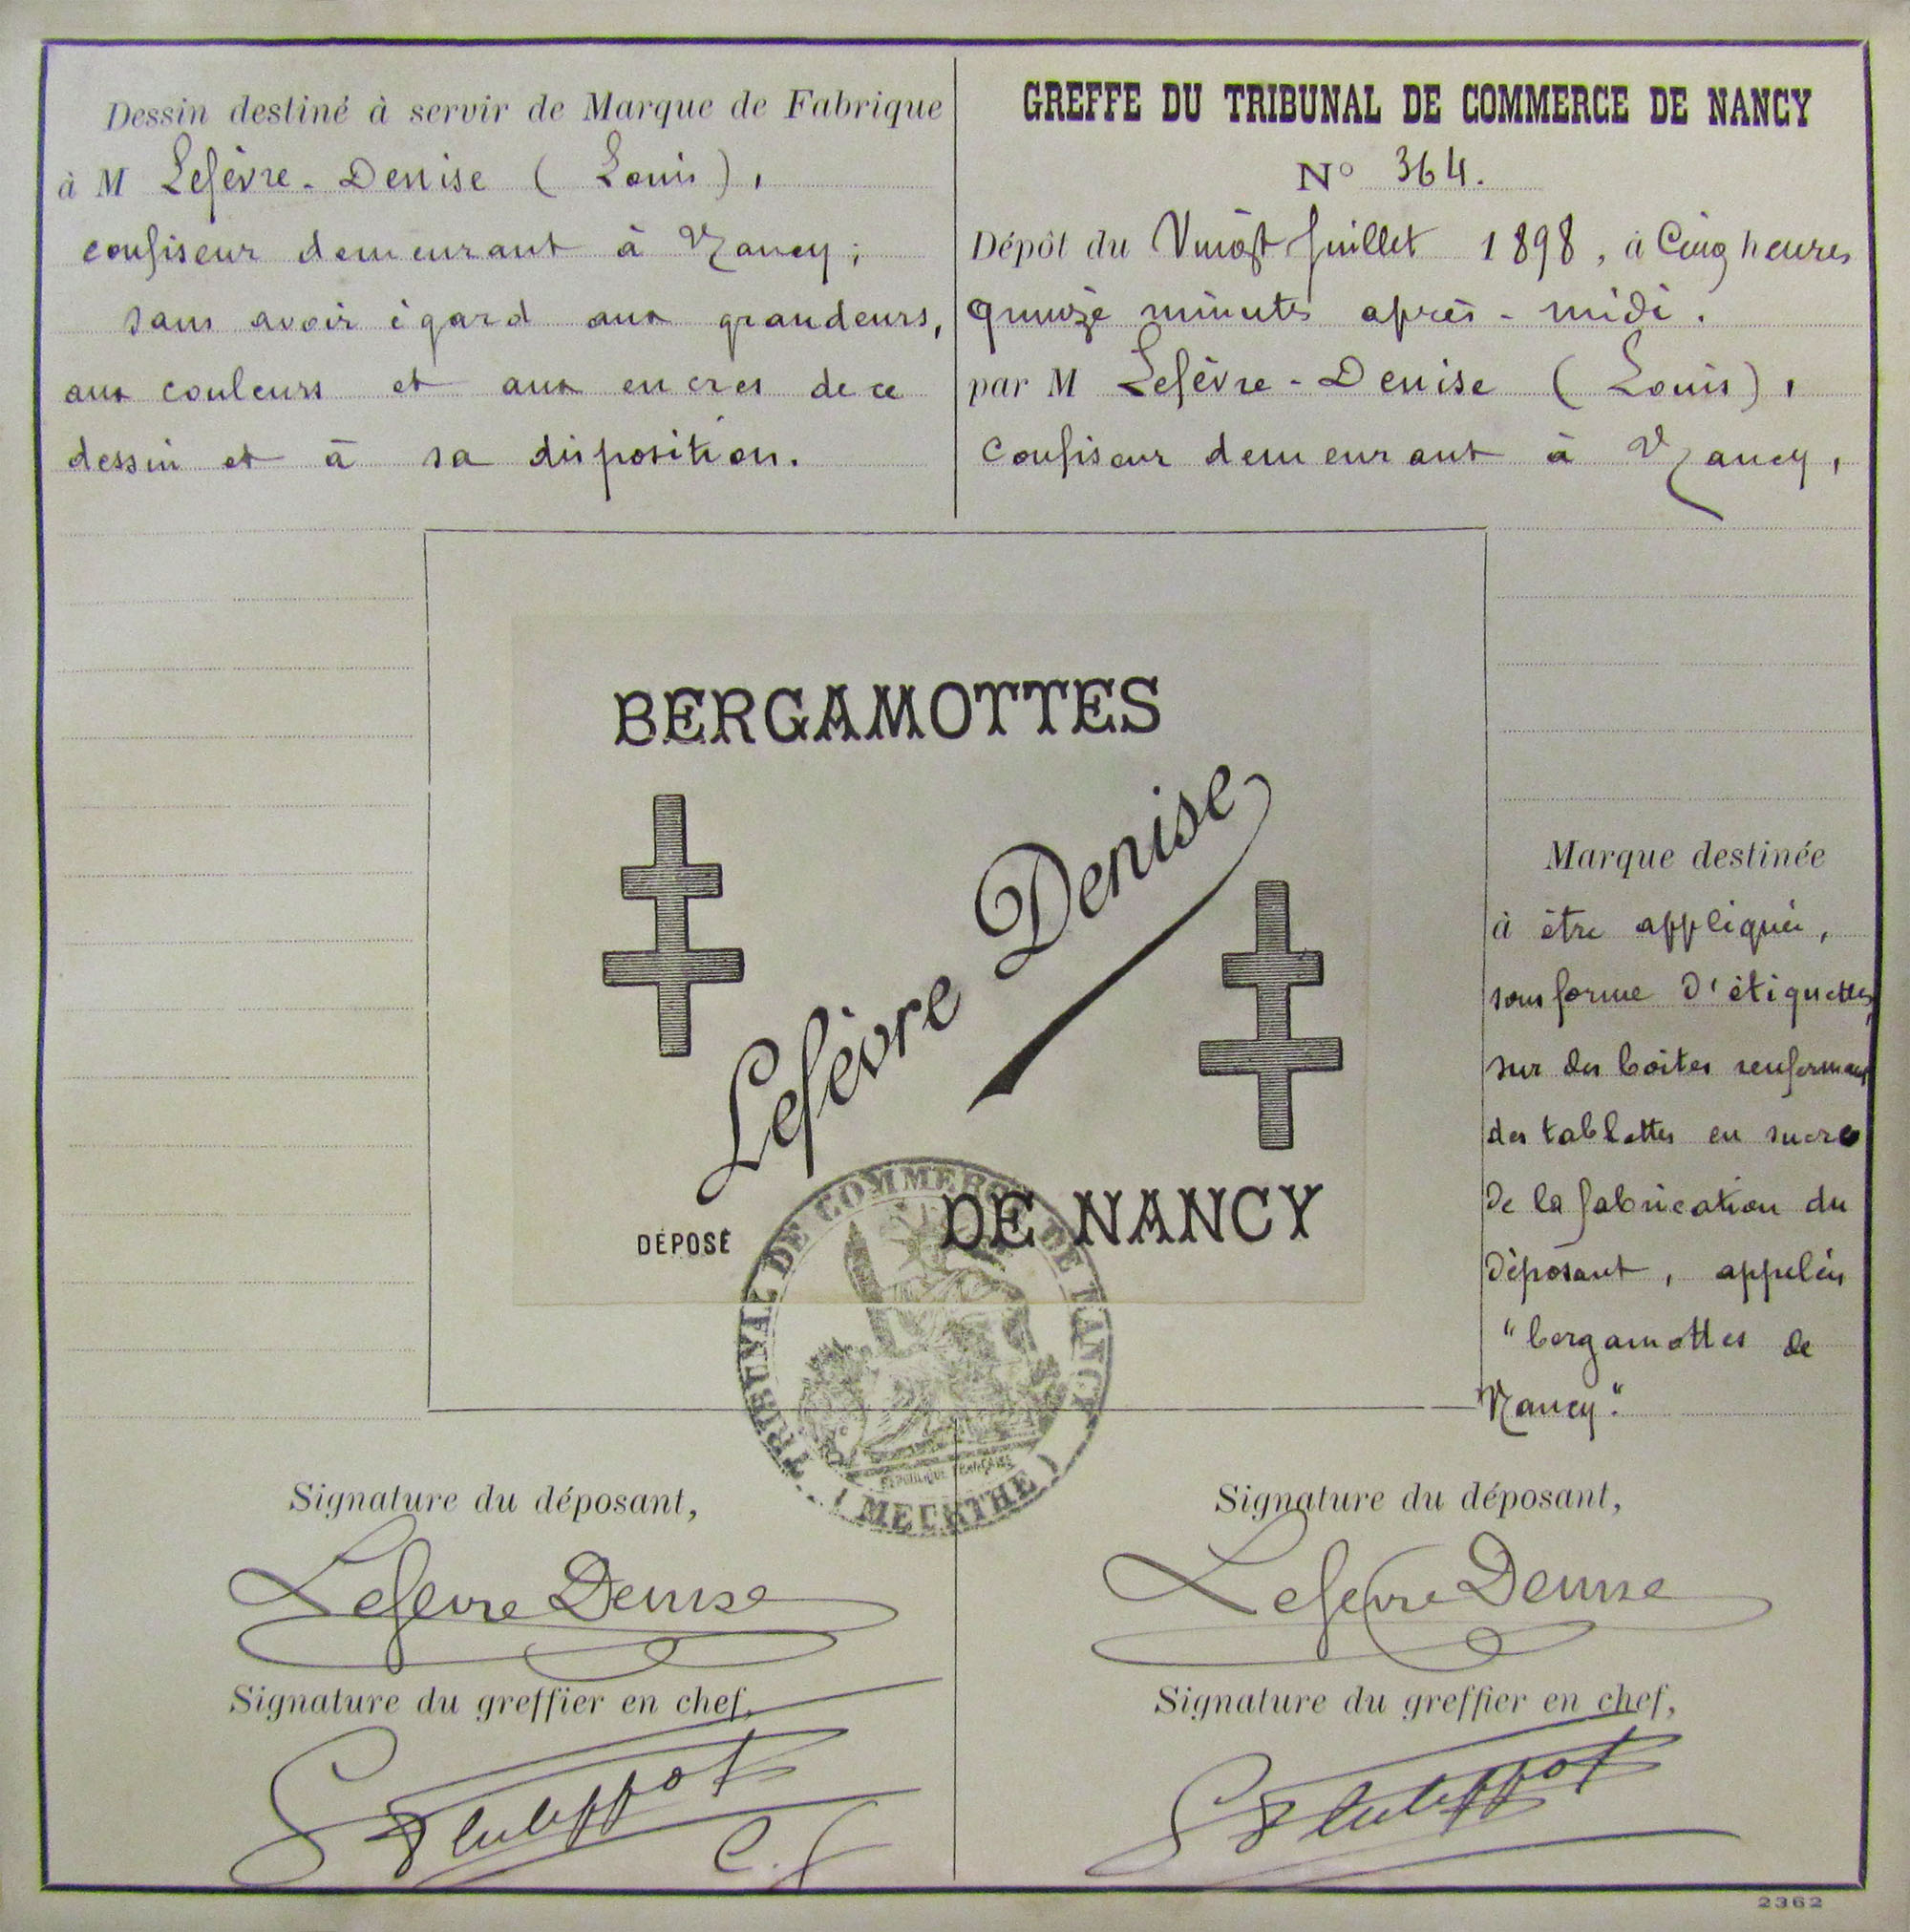 Dessin destiné à servir de Marque de Fabrique
à M Lefèvre-Denise (Louis),
confiseur demeurant à Nancy;
sans avoir égard aux grandeurs,
aux couleurs et aux encres de ce
dessin et à sa disposition.
GREFFE DU TRIBUNAL DE COMMERCE DE NANCY
N° 364.
Dépôt du Vingt Juillet 1898, à Cinq heures
quinze minutes après-midi.
par M Lefèvre-Denise (Louis),
Confiseur demeurant à Nancy,
BERGAMOTTES
Lefèvre Denise
DÉPOSÉ
DE NANCY
TRIBUNAL DE COMMERCE DE NANCY
RÉPUBLIQUE FRANÇAISE
(MEURTHE)
Marque destinée
à être appliquée,
sous forme d'étiquettes,
sur des boîtes renfermant
des tablettes en sucre
de la fabrication du
déposant, appelées
"bergamottes de
Nancy".
Signature du déposant,
Lefevre Denise
Signature du greffier en chef,
Signature du déposant,
Lefevre Denise
Signature du greffier en chef,
2362